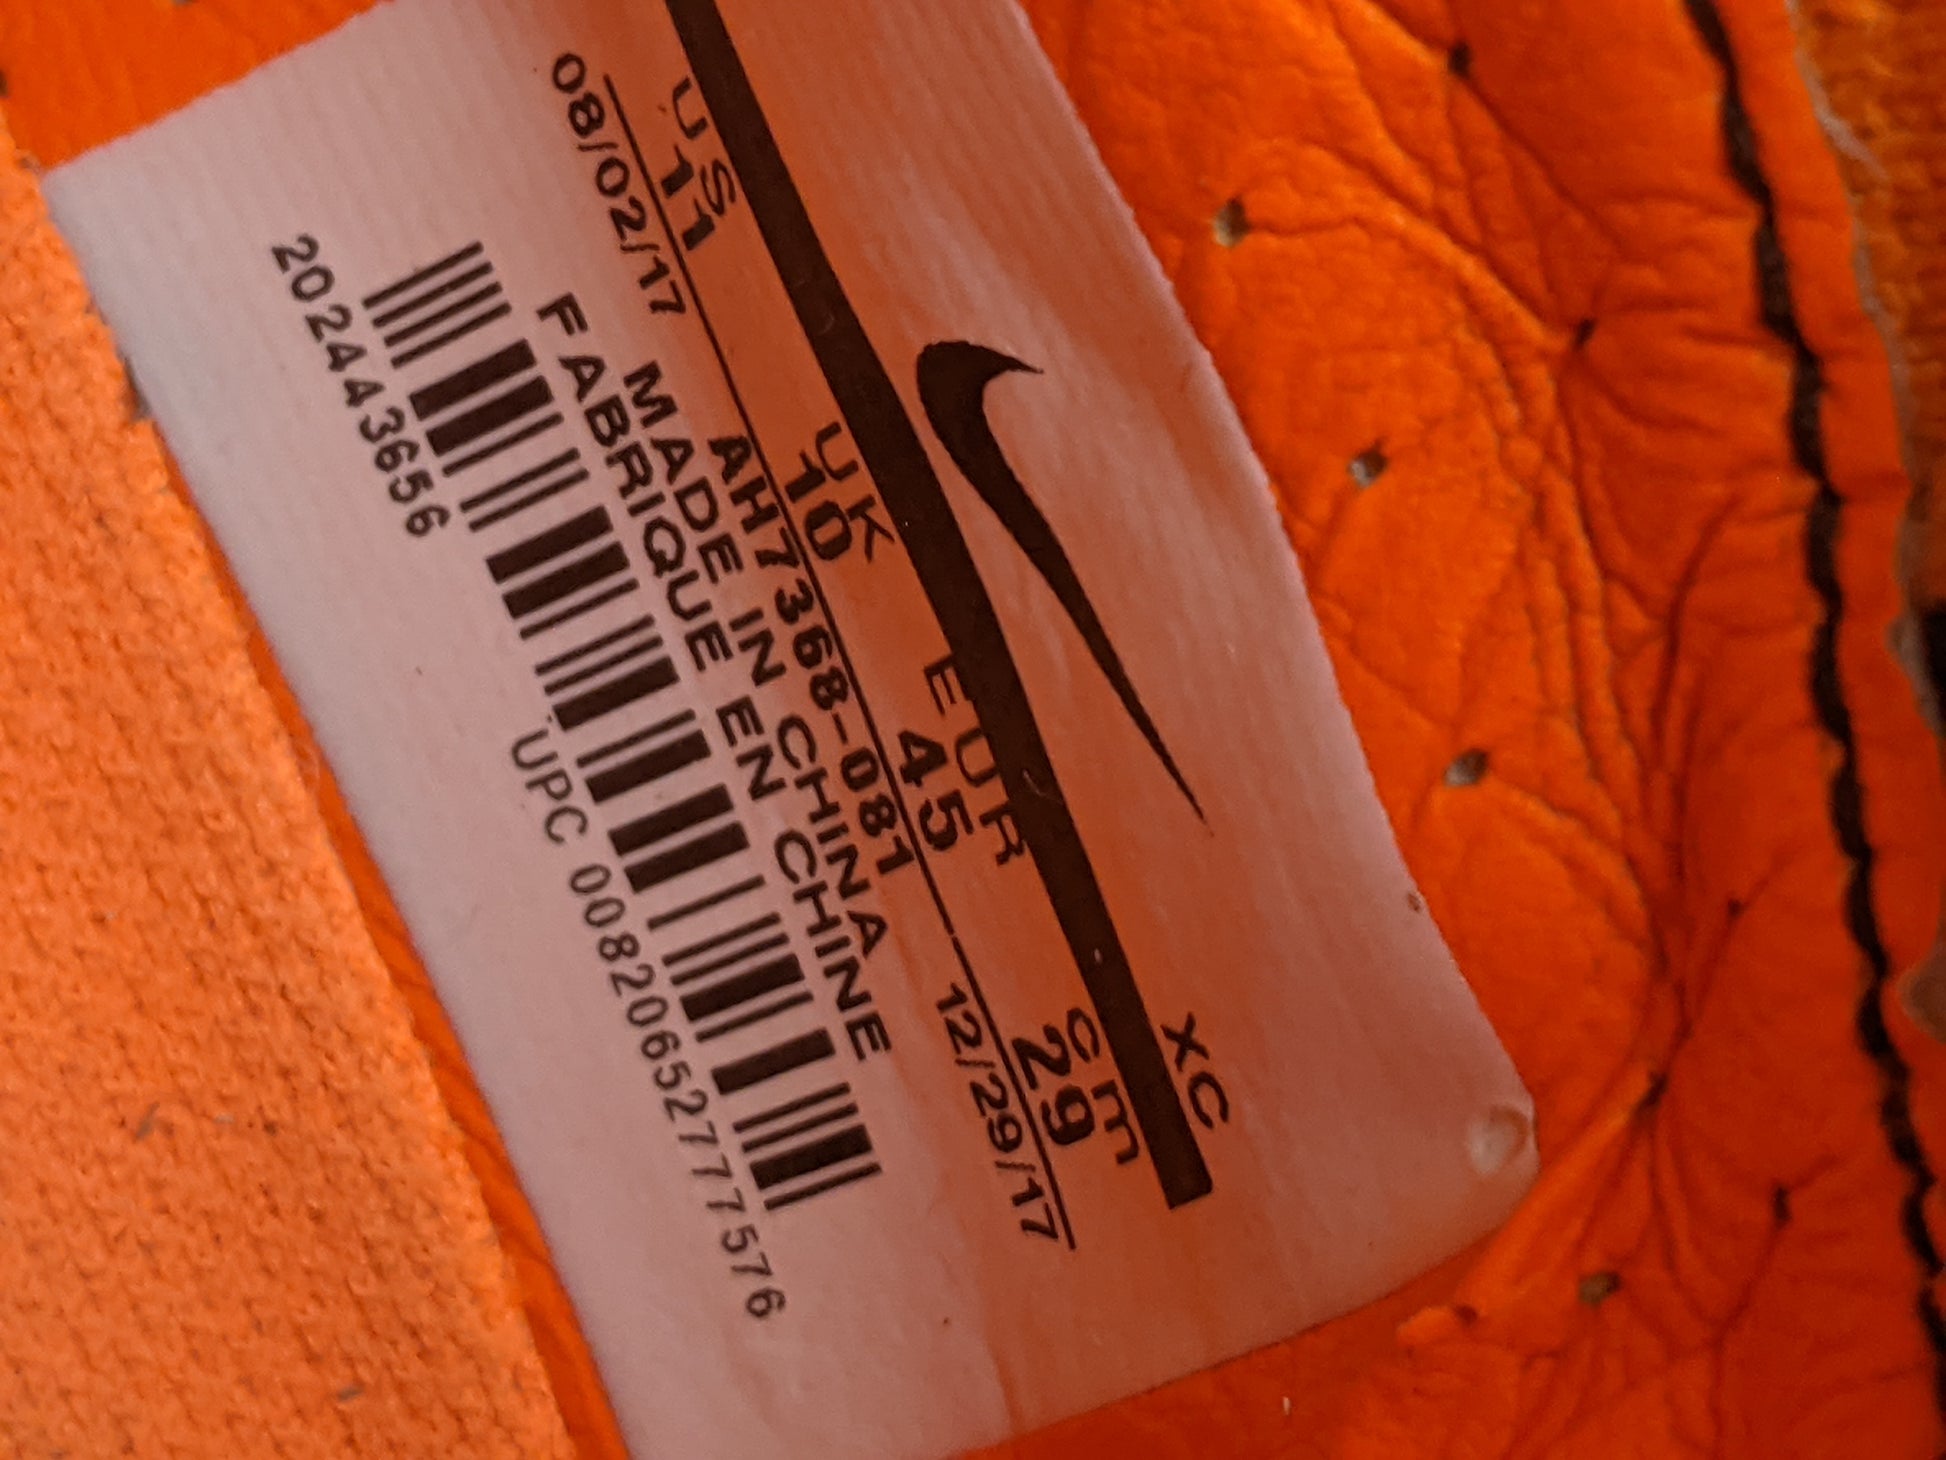 XC
US UK EUR cm
11 10 45 29
08/02/17 12/29/17
AH7368-081
MADE IN CHINA
FABRIQUE EN CHINE
2024443656
UPC 00820652777576